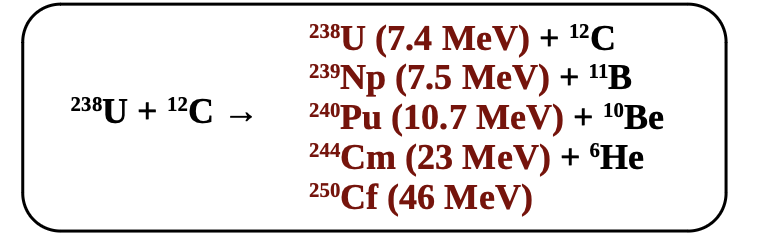 ²³⁸U + ¹²C →
²³⁸U (7.4 MeV) + ¹²C
²³⁹Np (7.5 MeV) + ¹¹B
²⁴⁰Pu (10.7 MeV) + ¹⁰Be
²⁴⁴Cm (23 MeV) + ⁶He
²⁵⁰Cf (46 MeV)